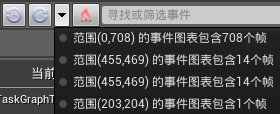 寻找或筛选事件
范围(0,708) 的事件图表包含708个帧
范围(455,469) 的事件图表包含14个帧
当前
范围(455,469) 的事件图表包含14个帧
TaskGraphT
范围(203,204) 的事件图表包含1个帧